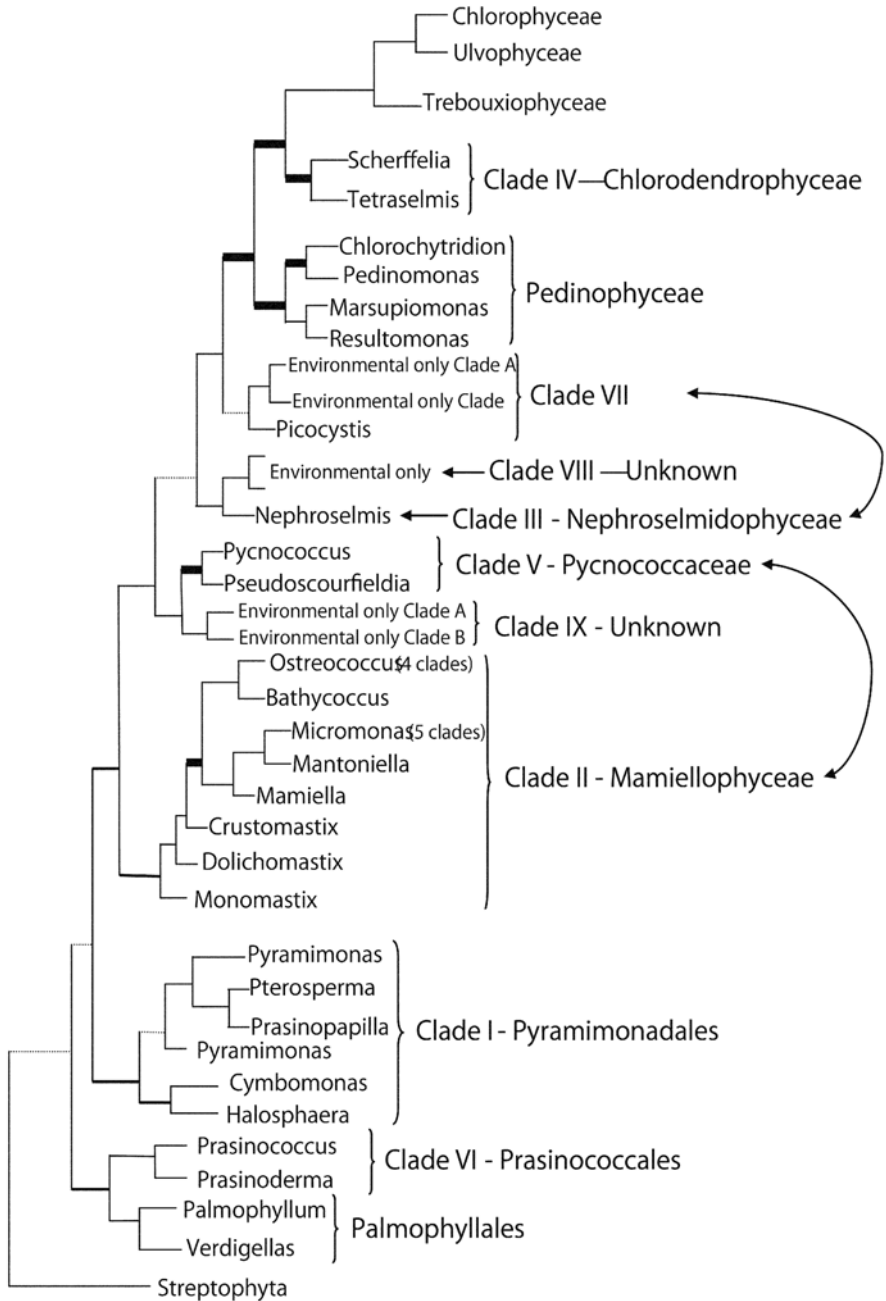 Chlorophyceae
Ulvophyceae
Trebouxiophyceae
Scherffelia
Tetraselmis
Clade IV—Chlorodendrophyceae
Chlorochytridion
Pedinomonas
Marsupiomonas
Resultomonas
Pedinophyceae
Environmental only Clade A
Environmental only Clade
Picocystis
Clade VII
Environmental only
Clade VIII—Unknown
Nephroselmis
Clade III - Nephroselmidophyceae
Pycnococcus
Pseudoscourfieldia
Clade V - Pycnococcaceae
Environmental only Clade A
Environmental only Clade B
Clade IX - Unknown
Ostreococcus(4 clades)
Bathycoccus
Micromonas(5 clades)
Mantoniella
Mamiella
Crustomastix
Dolichomastix
Monomastix
Clade II - Mamiellophyceae
Pyramimonas
Pterosperma
Prasinopapilla
Pyramimonas
Cymbomonas
Halosphaera
Clade I - Pyramimonadales
Prasinococcus
Prasinoderma
Clade VI - Prasinococcales
Palmophyllum
Verdigellas
Palmophyllales
Streptophyta